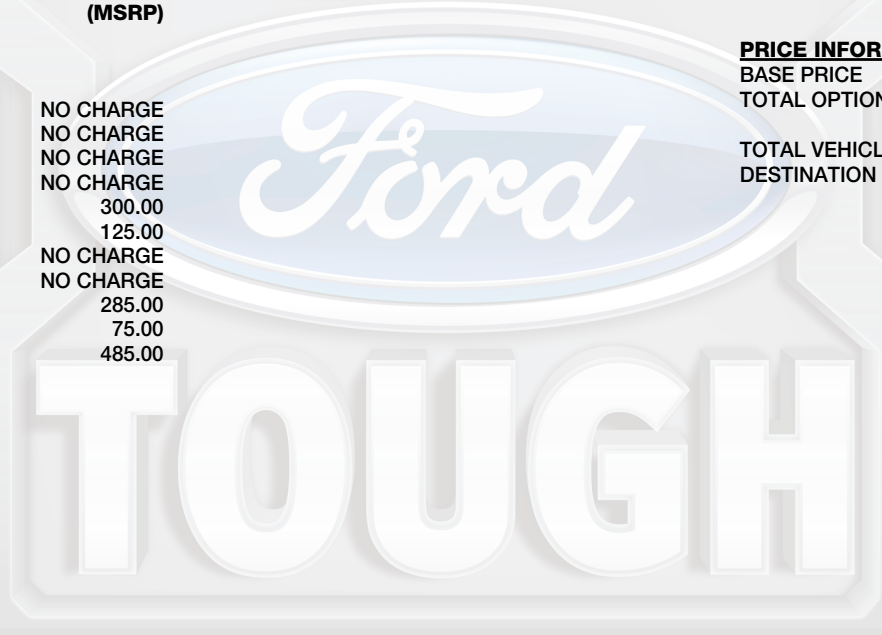 (MSRP)
NO CHARGE
NO CHARGE
NO CHARGE
NO CHARGE
300.00
125.00
NO CHARGE
NO CHARGE
285.00
75.00
485.00
PRICE INFOR
BASE PRICE
TOTAL OPTION
TOTAL VEHICL
DESTINATION
Ford
TOUGH